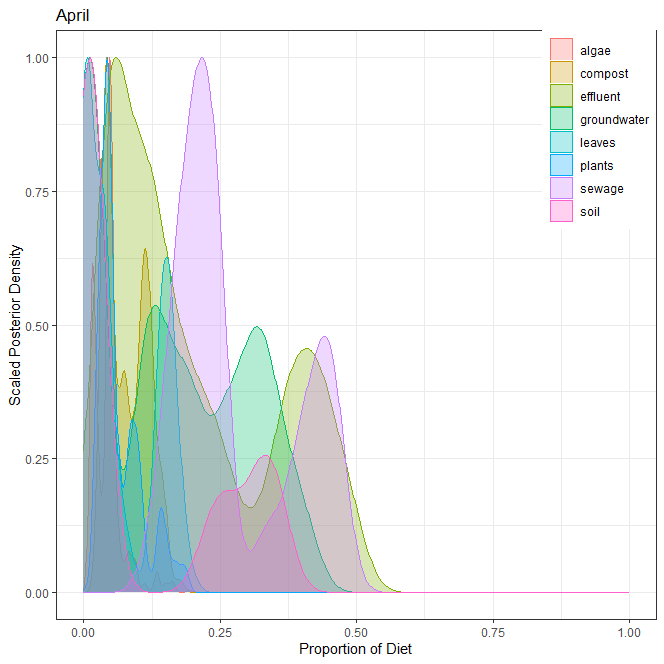 April
1.00
0.75
0.50
0.25
0.00
Scaled Posterior Density
0.00 0.25 0.50 0.75 1.00
Proportion of Diet
algae
compost
effluent
groundwater
leaves
plants
sewage
soil